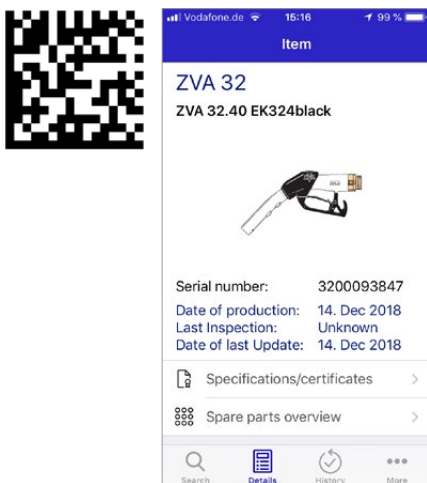 Vodafone.de 15:16 99 %
Item
ZVA 32
ZVA 32.40 EK324black
Serial number: 3200093847
Date of production: 14. Dec 2018
Last Inspection: Unknown
Date of last Update: 14. Dec 2018
Specifications/certificates
Spare parts overview
Search Details History More